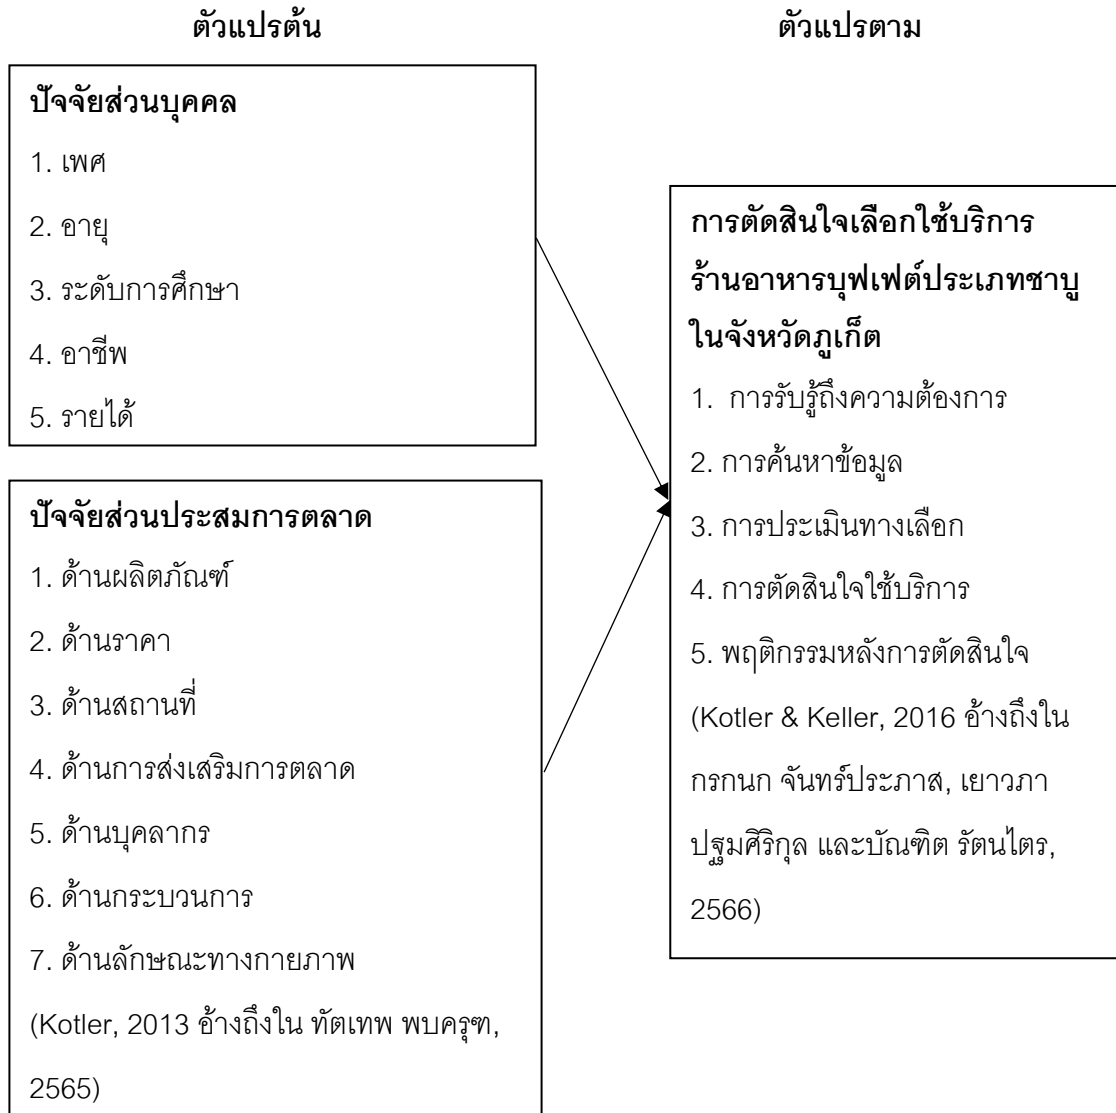 ตัวแปรต้น
ตัวแปรตาม
ปัจจัยส่วนบุคคล
1. เพศ
2. อายุ
3. ระดับการศึกษา
4. อาชีพ
5. รายได้
ปัจจัยส่วนประสมการตลาด
1. ด้านผลิตภัณฑ์
2. ด้านราคา
3. ด้านสถานที่
4. ด้านการส่งเสริมการตลาด
5. ด้านบุคลากร
6. ด้านกระบวนการ
7. ด้านลักษณะทางกายภาพ
(Kotler, 2013 อ้างถึงใน ทัตเทพ พบครุฑ,
2565)
การตัดสินใจเลือกใช้บริการ
ร้านอาหารบุฟเฟต์ประเภทชาบู
ในจังหวัดภูเก็ต
1. การรับรู้ถึงความต้องการ
2. การค้นหาข้อมูล
3. การประเมินทางเลือก
4. การตัดสินใจใช้บริการ
5. พฤติกรรมหลังการตัดสินใจ
(Kotler & Keller, 2016 อ้างถึงใน
กรกนก จันทร์ประภาส, เยาวภา
ปฐมศิริกุล และบัณฑิต รัตนไตร,
2566)